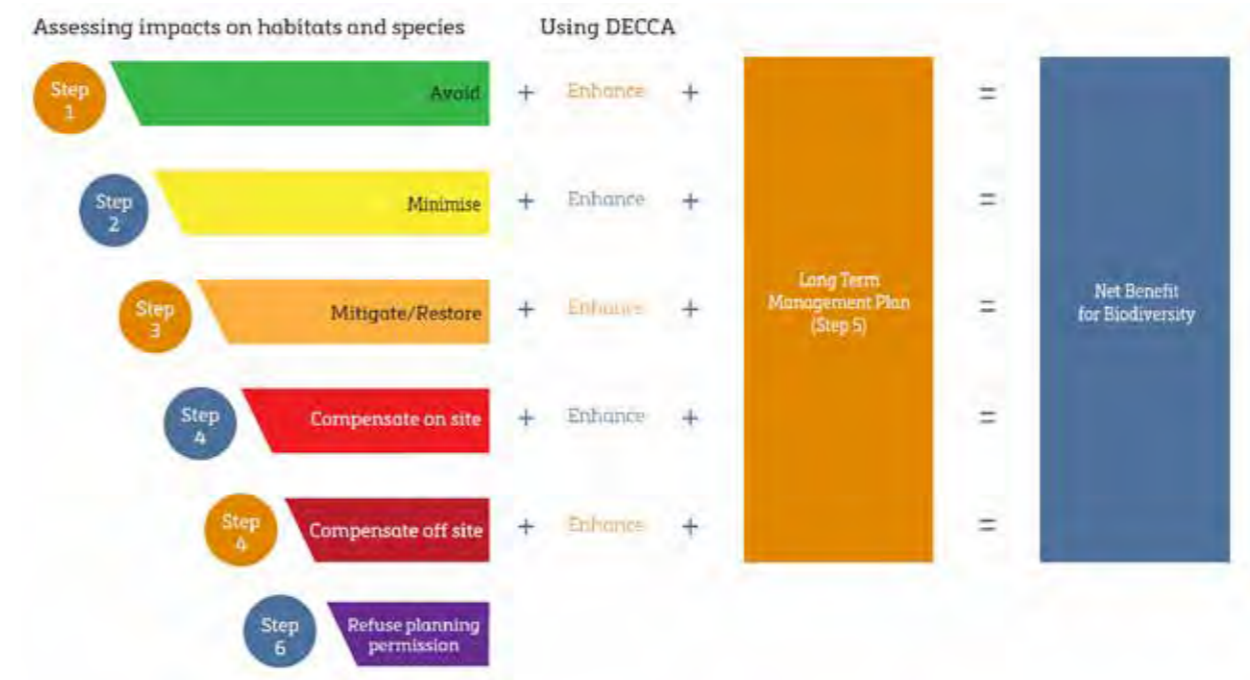 Assessing impacts on habitats and species
Using DECCA
Step
1
Avoid
+ Enhance +
=
Step
2
Minimise
+ Enhance +
=
Step
3
Mitigate/Restore
+ Enhance +
=
Step
4
Compensate on site
+ Enhance +
=
Step
4
Compensate off site
+ Enhance +
=
Step
6
Refuse planning
permission
Long Term
Management Plan
(Step 5)
Net Benefit
for Biodiversity